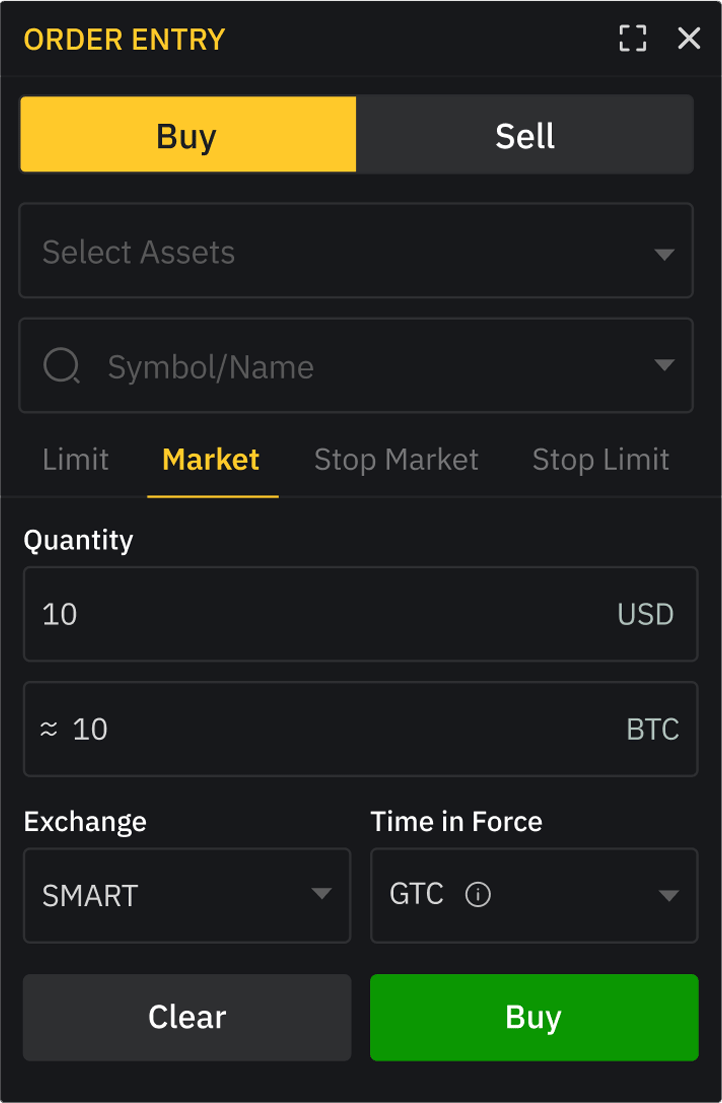 ORDER ENTRY
Buy Sell
Select Assets
Symbol/Name
Limit Market Stop Market Stop Limit
Quantity
10 USD
≈ 10 BTC
Exchange Time in Force
SMART GTC
Clear Buy